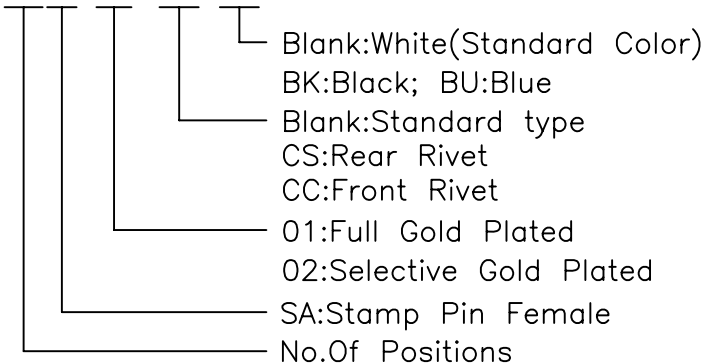 Blank:White(Standard Color)
BK:Black; BU:Blue
Blank:Standard type
CS:Rear Rivet
CC:Front Rivet
01:Full Gold Plated
02:Selective Gold Plated
SA:Stamp Pin Female
No.Of Positions